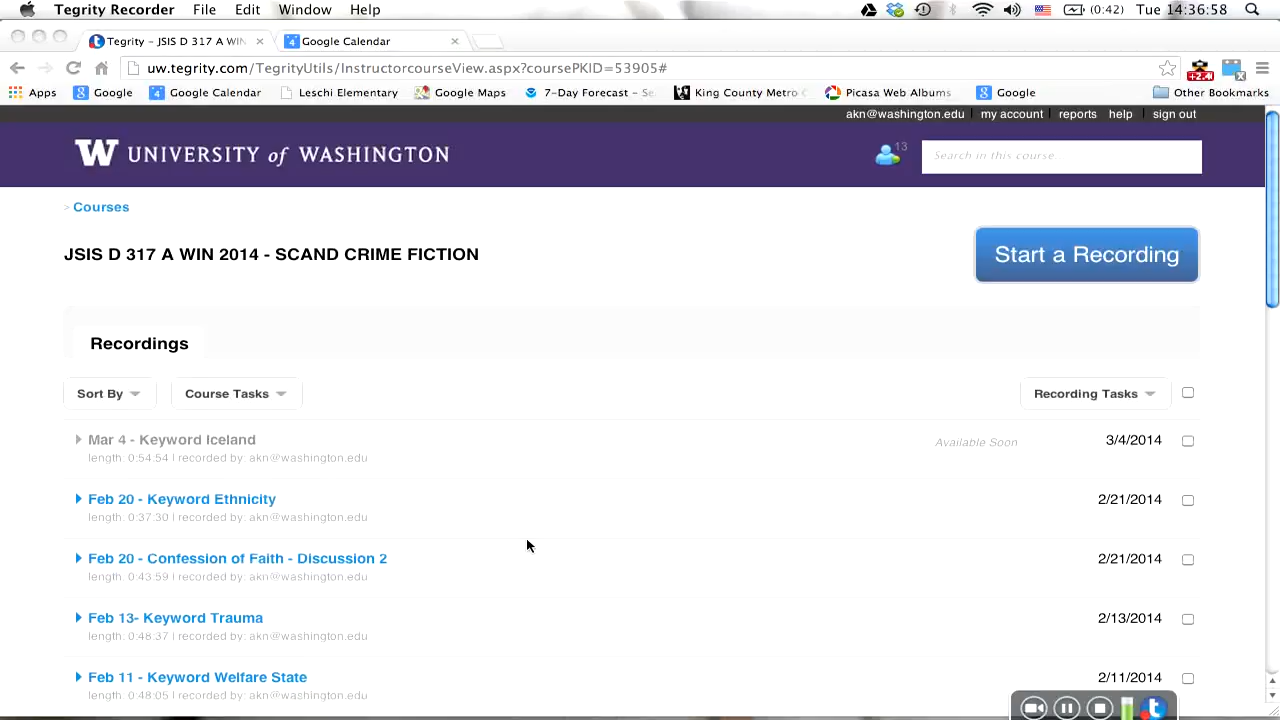 Tegrity Recorder File Edit Window Help (0:42) Tue 14:36:58
Tegrity – JSIS D 317 A WIN Google Calendar
uw.tegrity.com/TegrityUtils/InstructorcourseView.aspx?coursePKID=53905#
Apps Google Google Calendar Leschi Elementary Google Maps 7-Day Forecast - Se King County Metro Picasa Web Albums Google Other Bookmarks
akn@washington.edu my account reports help sign out
W UNIVERSITY of WASHINGTON 13 Search in this course
> Courses
JSIS D 317 A WIN 2014 - SCAND CRIME FICTION Start a Recording
Recordings
Sort By Course Tasks Recording Tasks
Mar 4 - Keyword Iceland Available Soon 3/4/2014
length: 0:54:54 | recorded by: akn@washington.edu
Feb 20 - Keyword Ethnicity 2/21/2014
length: 0:37:30 | recorded by: akn@washington.edu
Feb 20 - Confession of Faith - Discussion 2 2/21/2014
length: 0:43:59 | recorded by: akn@washington.edu
Feb 13- Keyword Trauma 2/13/2014
length: 0:48:37 | recorded by: akn@washington.edu
Feb 11 - Keyword Welfare State 2/11/2014
length: 0:48:05 | recorded by: akn@washington.edu